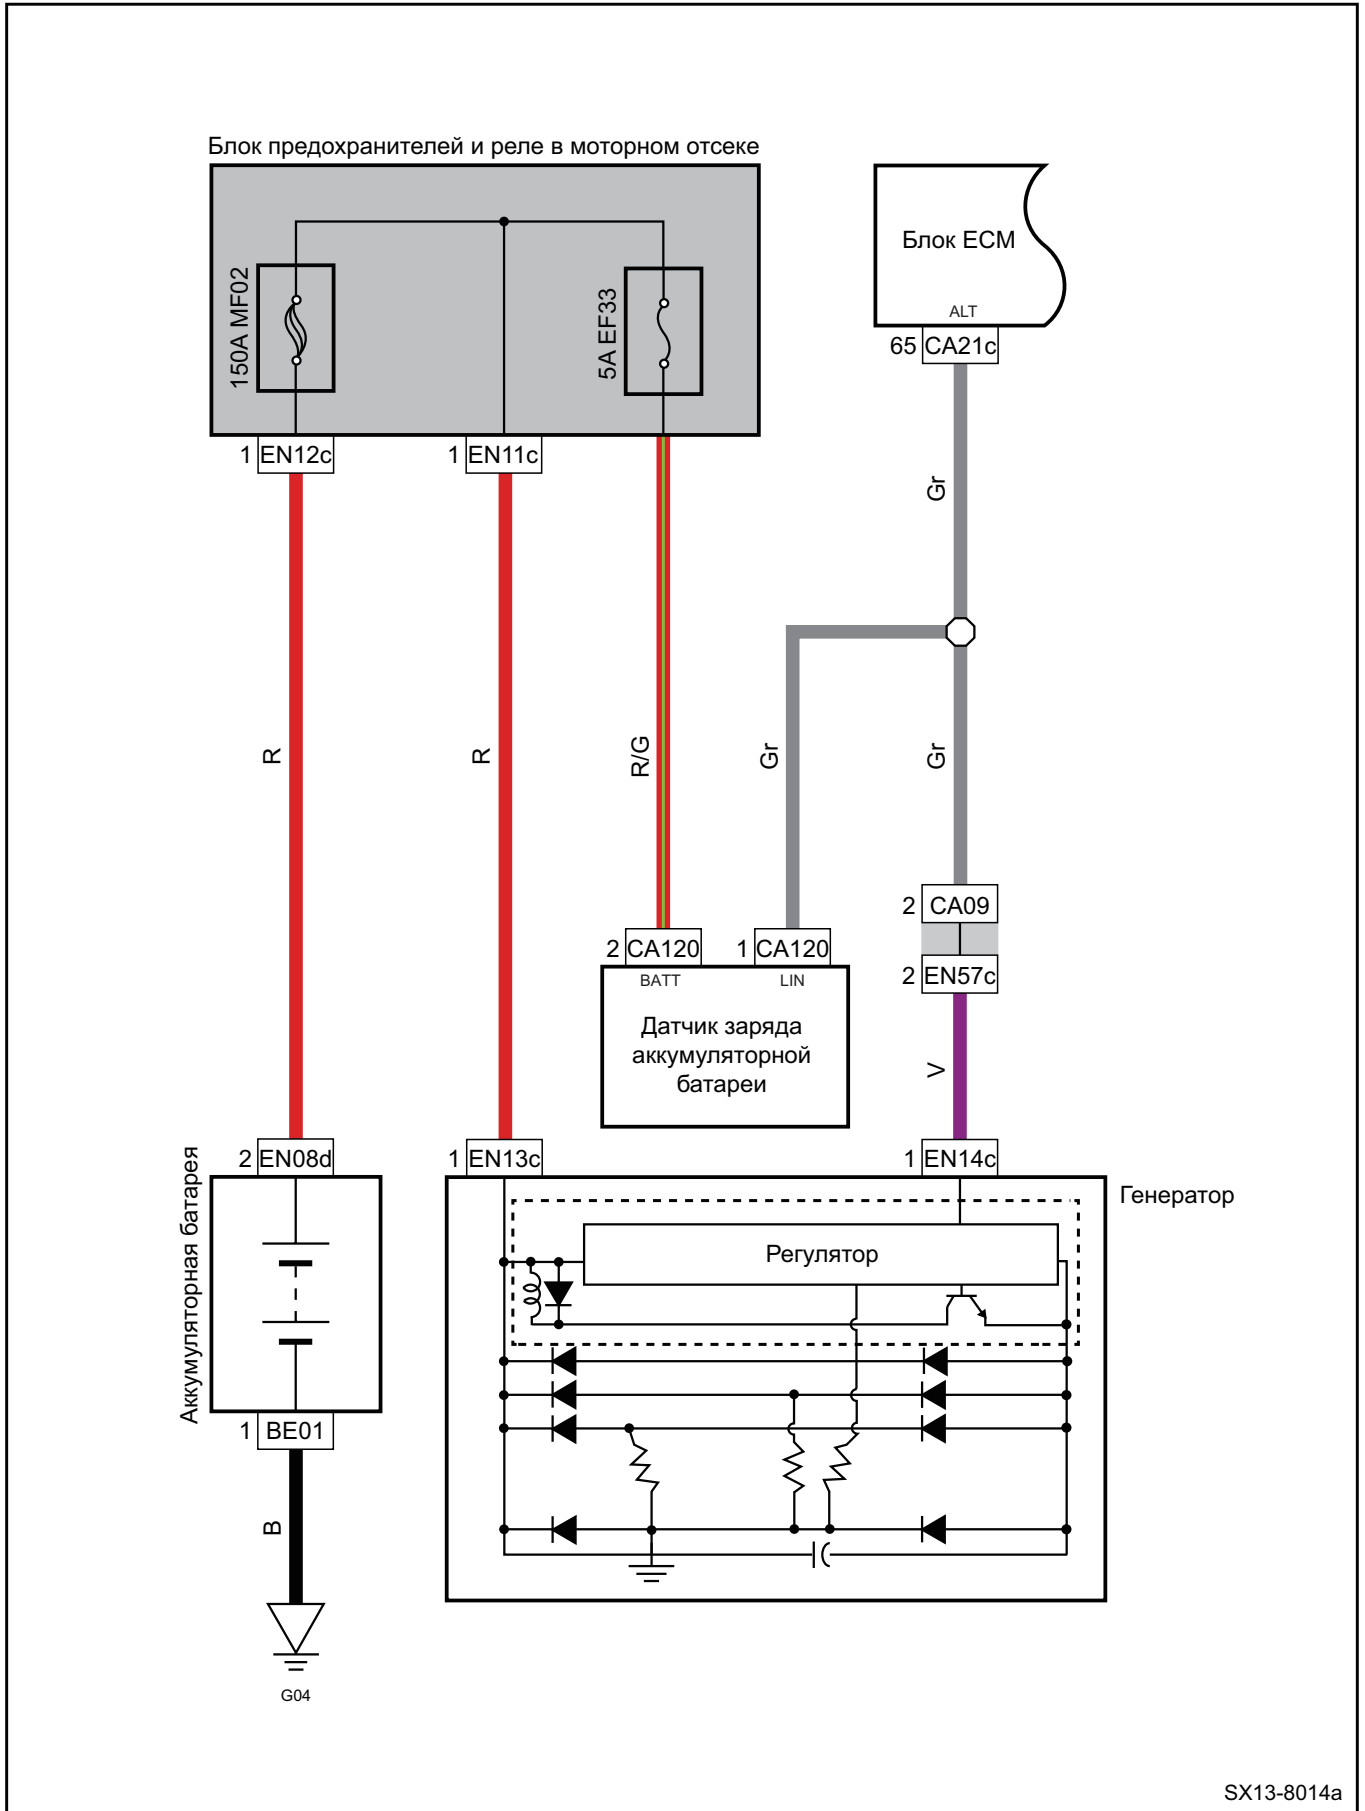 Блок предохранителей и реле в моторном отсеке
150A MF02
5A EF33
Блок ECM
ALT
65 CA21c
1 EN12c
1 EN11c
Gr
R
R
R/G
Gr
Gr
2 CA09
2 CA120
1 CA120
2 EN57c
BATT
LIN
Датчик заряда
аккумуляторной
батареи
V
2 EN08d
1 EN13c
1 EN14c
Аккумуляторная батарея
Генератор
Регулятор
1 BE01
B
G04
SX13-8014a